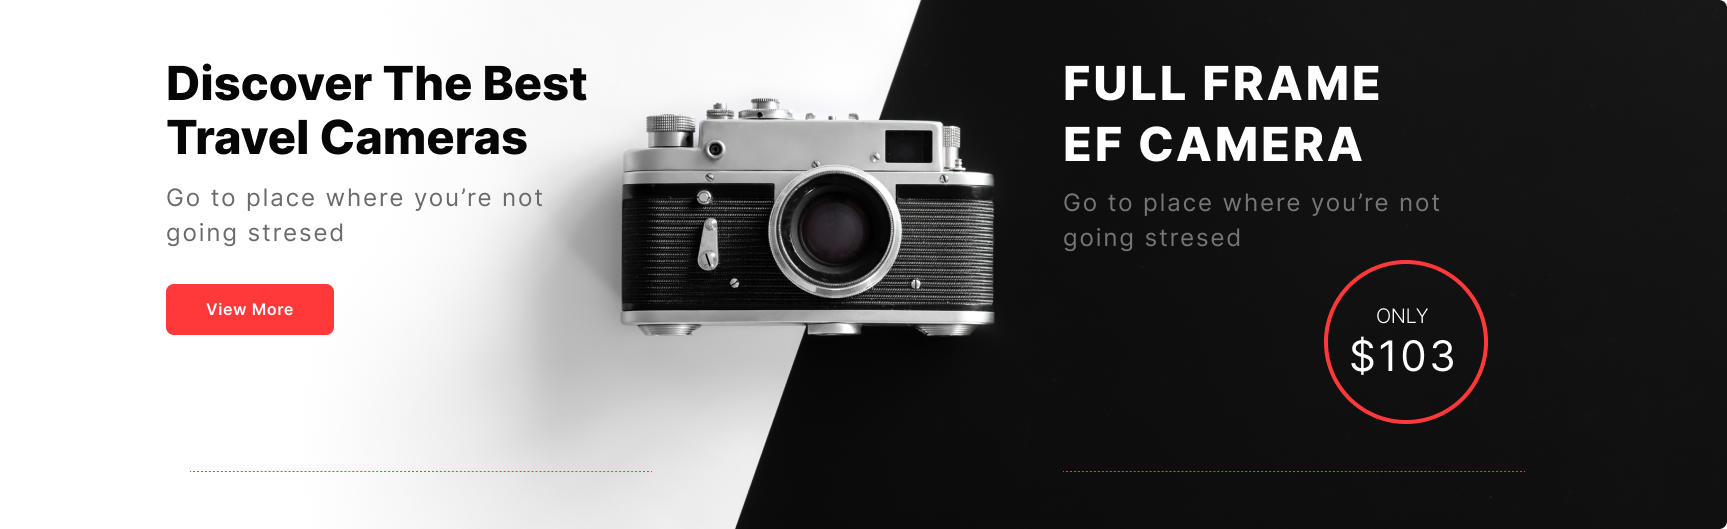 Discover The Best
Travel Cameras
Go to place where you’re not
going stresed
View More
FULL FRAME
EF CAMERA
Go to place where you’re not
going stresed
ONLY
$103